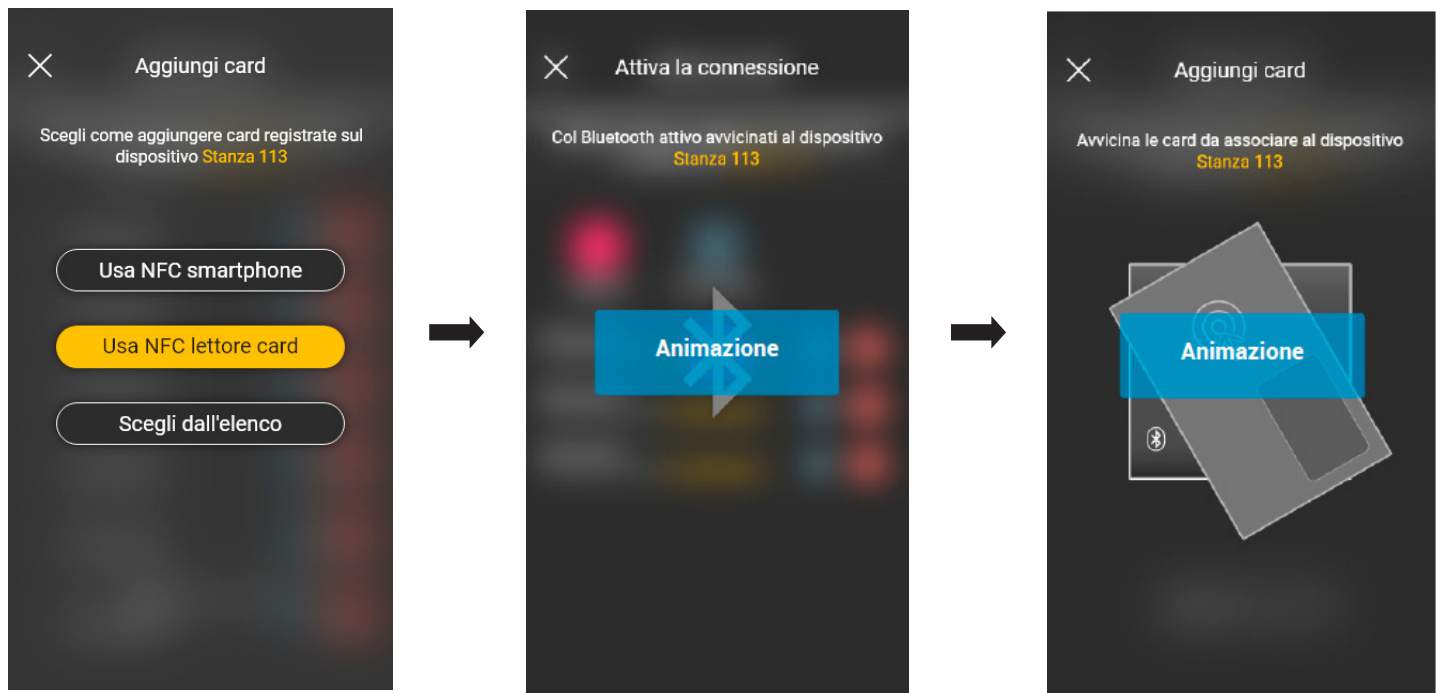 Aggiungi card
Scegli come aggiungere card registrate sul
dispositivo Stanza 113
Usa NFC smartphone
Usa NFC lettore card
Scegli dall'elenco
Attiva la connessione
Col Bluetooth attivo avvicinati al dispositivo
Stanza 113
Animazione
Aggiungi card
Avvicina le card da associare al dispositivo
Stanza 113
Animazione